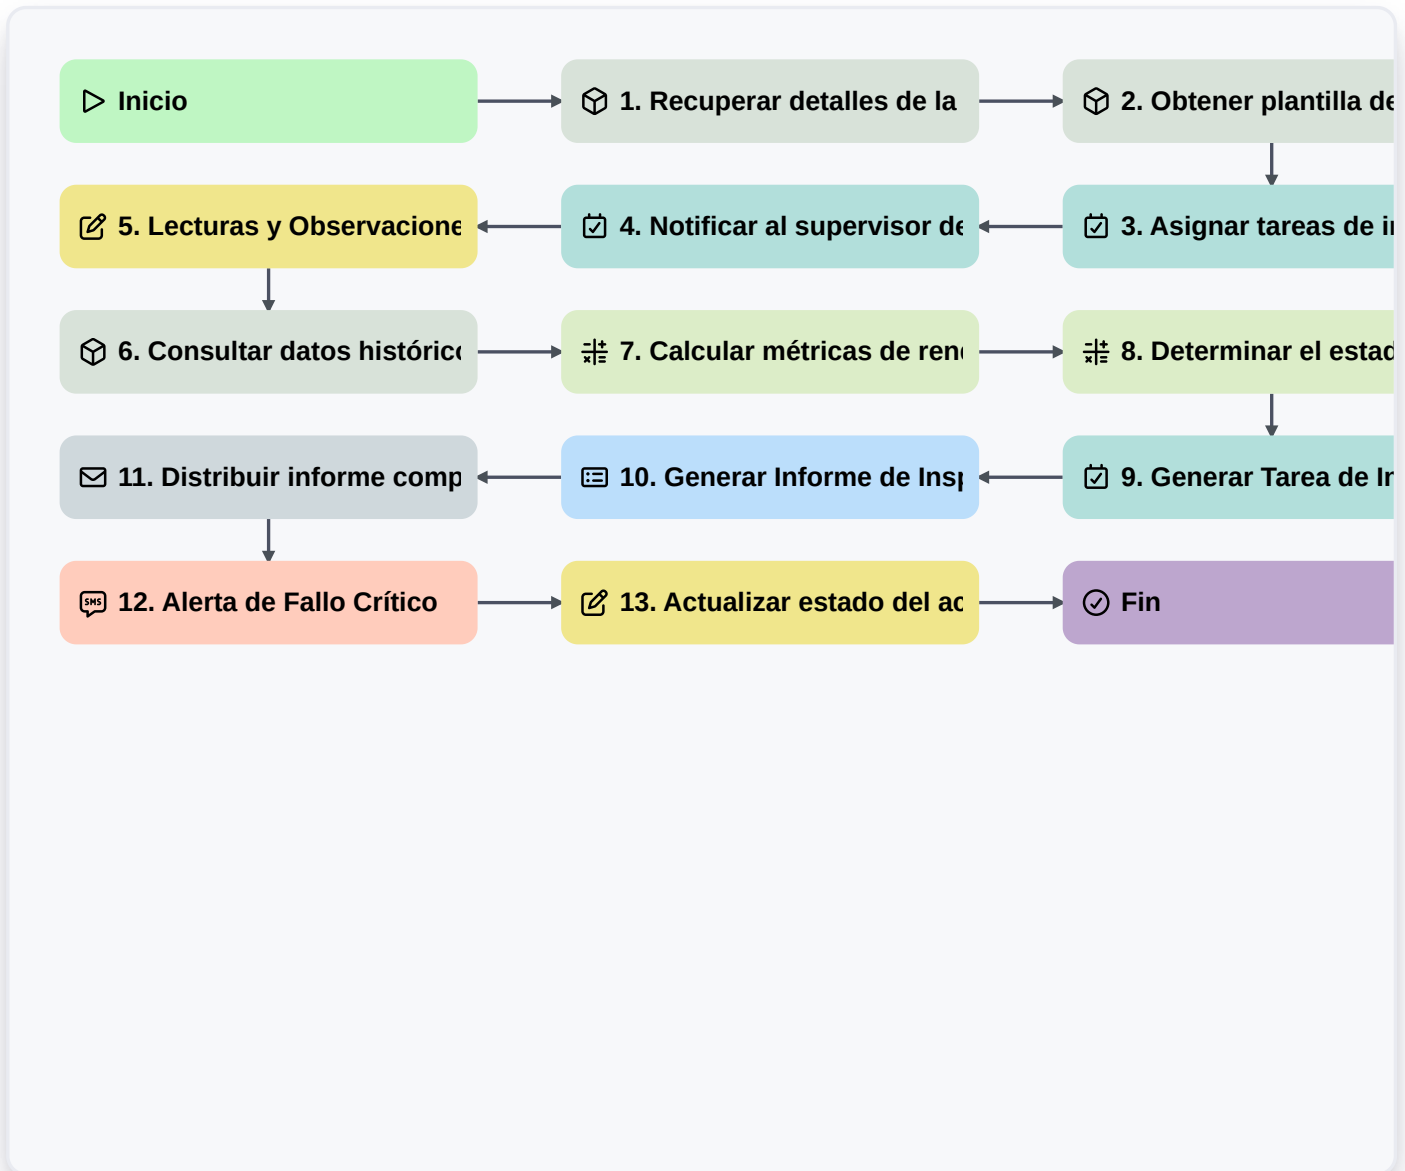 Inicio
1. Recuperar detalles de la
2. Obtener plantilla de
5. Lecturas y Observacione
4. Notificar al supervisor de
3. Asignar tareas de i
6. Consultar datos históric
7. Calcular métricas de ren
8. Determinar el estad
11. Distribuir informe comp
10. Generar Informe de Insp
9. Generar Tarea de In
SMS
12. Alerta de Fallo Crítico
13. Actualizar estado del ac
Fin